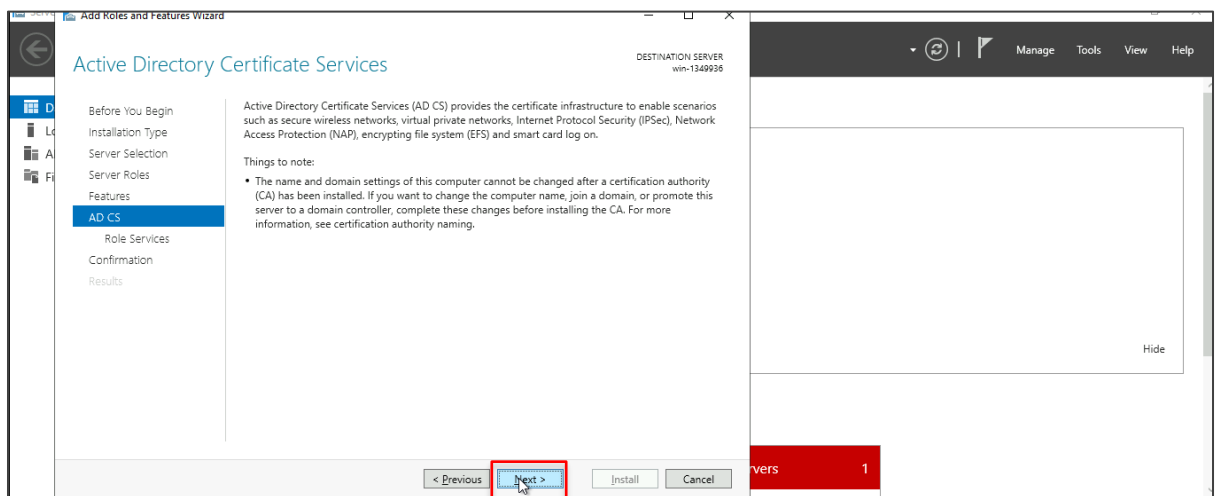 Add Roles and Features Wizard
Manage Tools View Help
Active Directory Certificate Services
DESTINATION SERVER
win-1349936
Before You Begin
Installation Type
Server Selection
Server Roles
Features
AD CS
Role Services
Confirmation
Results
Active Directory Certificate Services (AD CS) provides the certificate infrastructure to enable scenarios
such as secure wireless networks, virtual private networks, Internet Protocol Security (IPSec), Network
Access Protection (NAP), encrypting file system (EFS) and smart card log on.
Things to note:
• The name and domain settings of this computer cannot be changed after a certification authority
(CA) has been installed. If you want to change the computer name, join a domain, or promote this
server to a domain controller, complete these changes before installing the CA. For more
information, see certification authority naming.
Hide
< Previous Next > Install Cancel
1